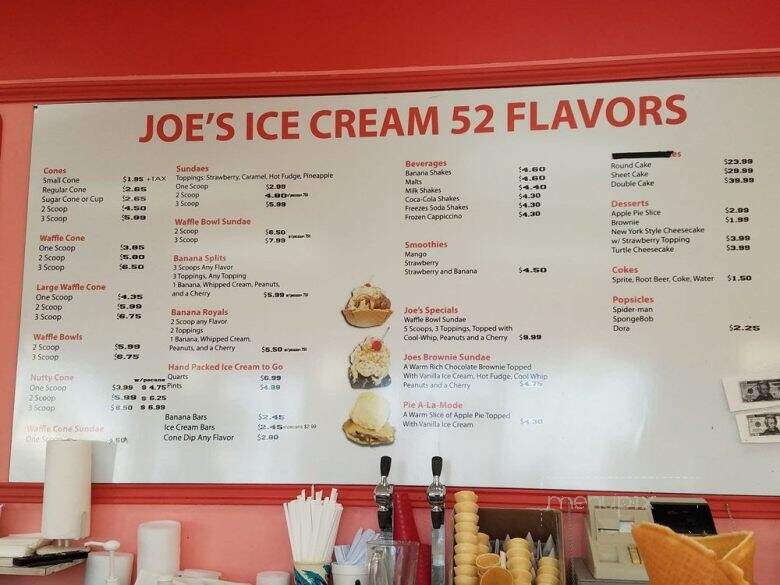 JOE'S ICE CREAM 52 FLAVORS
Cones
Small Cone $1.95 +TAX
Regular Cone $2.65
Sugar Cone or Cup $2.65
2 Scoop $4.50
3 Scoop $5.99
Waffle Cone
One Scoop $3.85
2 Scoop $5.80
3 Scoop $6.50
Large Waffle Cone
One Scoop $4.35
2 Scoop $5.99
3 Scoop $6.75
Waffle Bowls
2 Scoop $5.99
3 Scoop $6.75
Nutty Cone w/pecans
One Scoop $3.99 $ 4.75
2 Scoop $5.99 $ 6.25
3 Scoop $6.50 $ 6.99
Waffle Cone Sundae
One Scoop
Sundaes
Toppings: Strawberry, Caramel, Hot Fudge, Pineapple
One Scoop $2.99
2 Scoop
3 Scoop $5.99
Waffle Bowl Sundae
2 Scoop $6.50
3 Scoop $7.99
Banana Splits
3 Scoops Any Flavor
3 Toppings, Any Topping
1 Banana, Whipped Cream, Peanuts,
and a Cherry $5.99
Banana Royals
2 Scoop any Flavor
2 Toppings
1 Banana, Whipped Cream,
Peanuts, and a Cherry $5.50
Hand Packed Ice Cream to Go
Quarts $6.99
Pints $4.99
Banana Bars $2.45
Ice Cream Bars $2.45
Cone Dip Any Flavor $2.80
Beverages
Banana Shakes $4.60
Malts $4.60
Milk Shakes $4.40
Coca-Cola Shakes $4.30
Freezes Soda Shakes $4.30
Frozen Cappiccino $4.30
Smoothies
Mango
Strawberry
Strawberry and Banana $4.50
Joe's Specials
Waffle Bowl Sundae
5 Scoops, 3 Toppings, Topped with
Cool-Whip, Peanuts and a Cherry $9.99
Joes Brownie Sundae
A Warm Rich Chocolate Brownie Topped
With Vanilla Ice Cream, Hot Fudge, Cool Whip
Peanuts and a Cherry $4.75
Pie A-La-Mode
A Warm Slice of Apple Pie Topped
With Vanilla Ice Cream $4.30
es
Round Cake $23.99
Sheet Cake $29.99
Double Cake $39.99
Desserts
Apple Pie Slice $2.99
Brownie $1.99
New York Style Cheesecake
w/ Strawberry Topping $3.99
Turtle Cheesecake $3.99
Cokes
Sprite, Root Beer, Coke, Water $1.50
Popsicles
Spider-man
SpongeBob
Dora $2.25
menupix